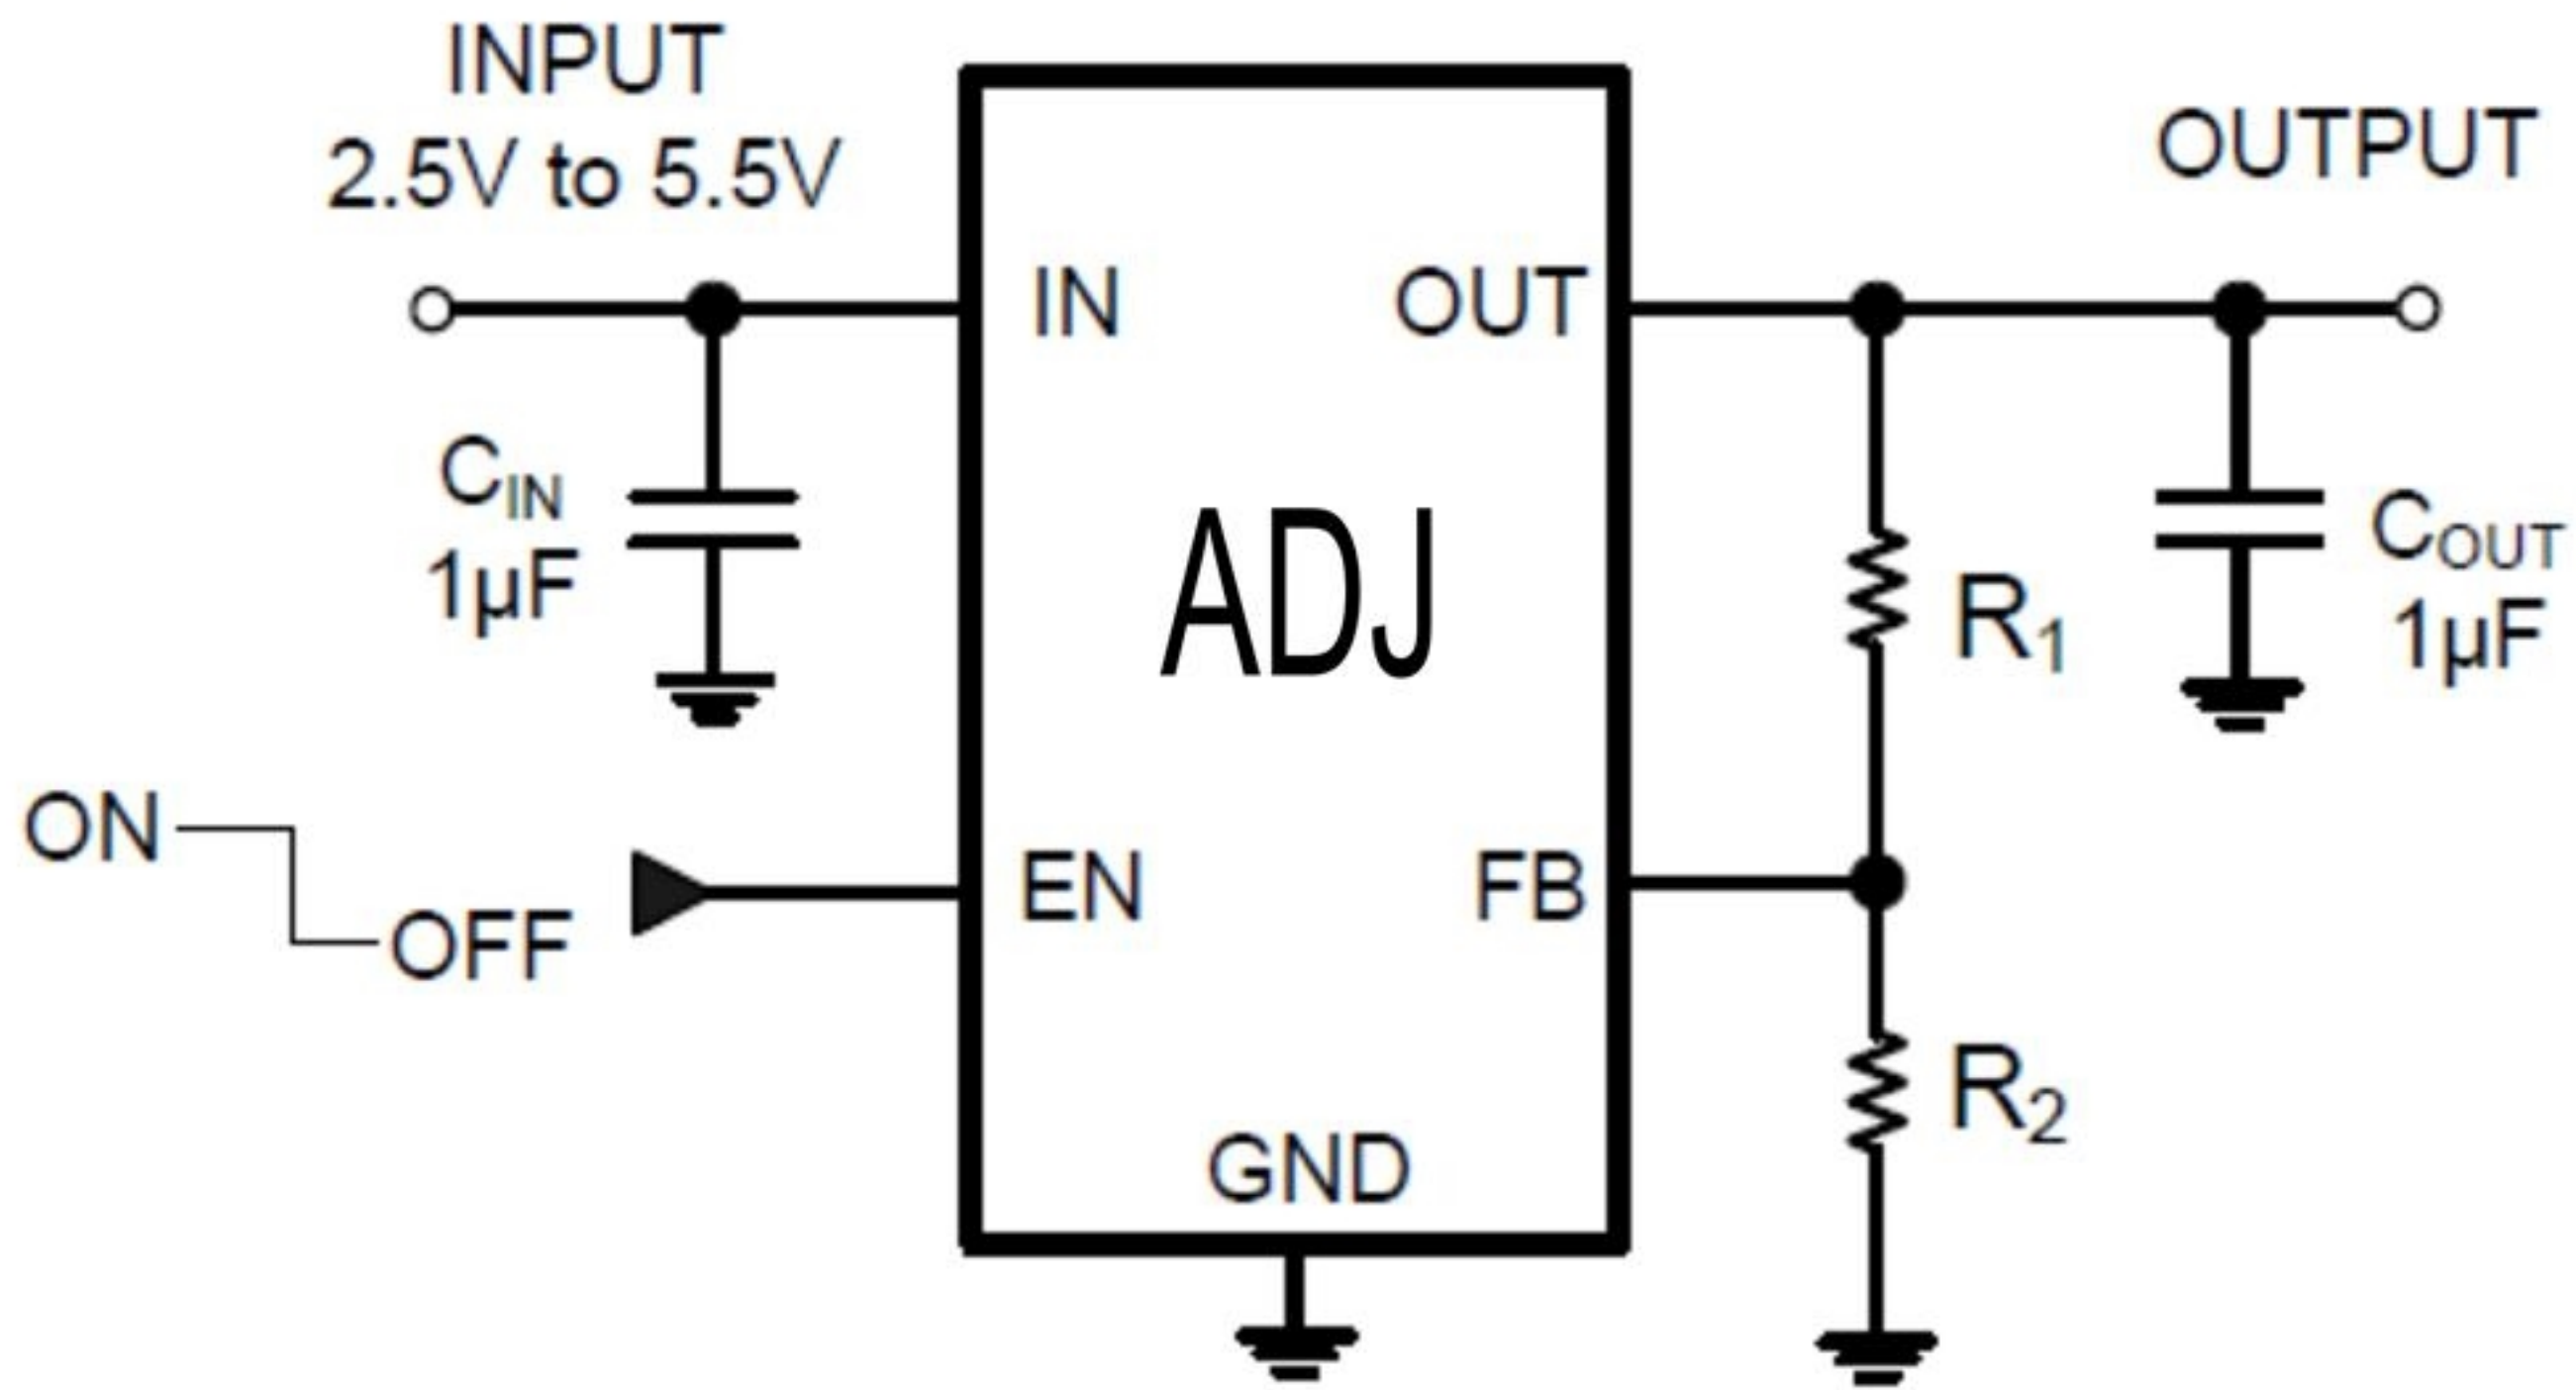 INPUT
2.5V to 5.5V
OUTPUT
IN
OUT
CIN
1µF
ADJ
R1
COUT
1µF
ON
OFF
EN
FB
R2
GND